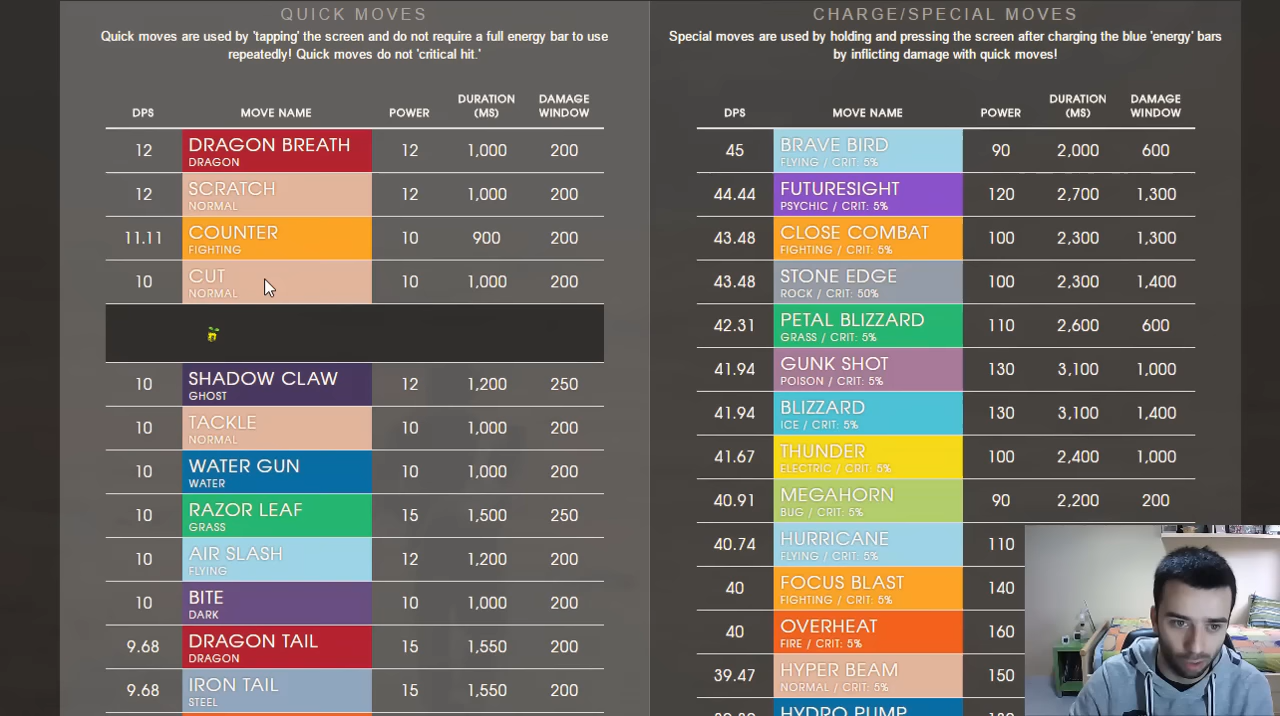 QUICK MOVES
Quick moves are used by 'tapping' the screen and do not require a full energy bar to use
repeatedly! Quick moves do not 'critical hit.'
DPS MOVE NAME POWER DURATION (MS) DAMAGE WINDOW
12 DRAGON BREATH 12 1,000 200
DRAGON
12 SCRATCH 12 1,000 200
NORMAL
11.11 COUNTER 10 900 200
FIGHTING
10 CUT 10 1,000 200
NORMAL
10 SHADOW CLAW 12 1,200 250
GHOST
10 TACKLE 10 1,000 200
NORMAL
10 WATER GUN 10 1,000 200
WATER
10 RAZOR LEAF 15 1,500 250
GRASS
10 AIR SLASH 12 1,200 200
FLYING
10 BITE 10 1,000 200
DARK
9.68 DRAGON TAIL 15 1,550 200
DRAGON
9.68 IRON TAIL 15 1,550 200
STEEL
CHARGE/SPECIAL MOVES
Special moves are used by holding and pressing the screen after charging the blue 'energy' bars
by inflicting damage with quick moves!
DPS MOVE NAME POWER DURATION (MS) DAMAGE WINDOW
45 BRAVE BIRD 90 2,000 600
FLYING / CRIT: 5%
44.44 FUTURESIGHT 120 2,700 1,300
PSYCHIC / CRIT: 5%
43.48 CLOSE COMBAT 100 2,300 1,300
FIGHTING / CRIT: 5%
43.48 STONE EDGE 100 2,300 1,400
ROCK / CRIT: 50%
42.31 PETAL BLIZZARD 110 2,600 600
GRASS / CRIT: 5%
41.94 GUNK SHOT 130 3,100 1,000
POISON / CRIT: 5%
41.94 BLIZZARD 130 3,100 1,400
ICE / CRIT: 5%
41.67 THUNDER 100 2,400 1,000
ELECTRIC / CRIT: 5%
40.91 MEGAHORN 90 2,200 200
BUG / CRIT: 5%
40.74 HURRICANE 110
FLYING / CRIT: 5%
40 FOCUS BLAST 140
FIGHTING / CRIT: 5%
40 OVERHEAT 160
FIRE / CRIT: 5%
39.47 HYPER BEAM 150
NORMAL / CRIT: 5%
HYDRO PUMP